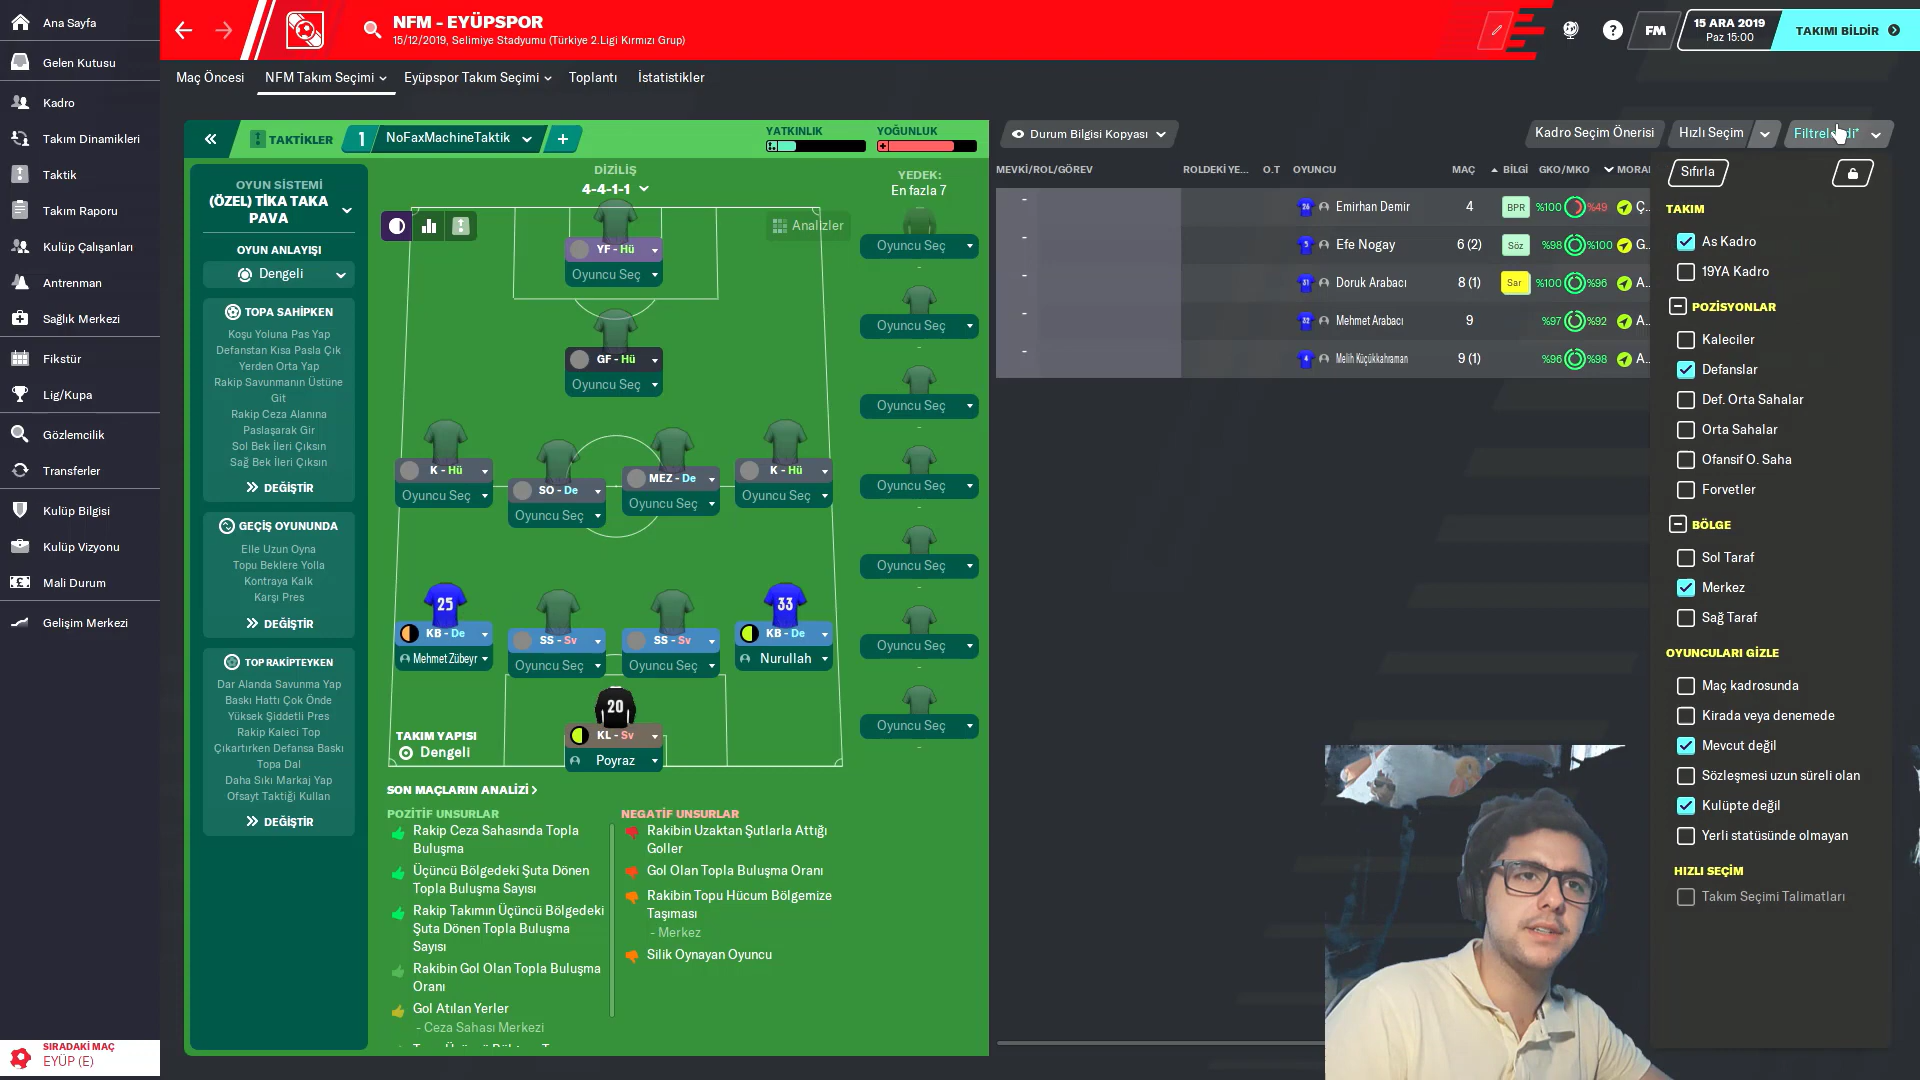 Ana Sayfa
Gelen Kutusu
Kadro
Takım Dinamikleri
Taktik
Takım Raporu
Kulüp Çalışanları
Antrenman
Sağlık Merkezi
Fikstür
Lig/Kupa
Gözlemcilik
Transferler
Kulüp Bilgisi
Kulüp Vizyonu
Mali Durum
Gelişim Merkezi
SIRADAKİ MAÇ
EYÜP (E)
NFM - EYÜPSPOR
15/12/2019, Selimiye Stadyumu (Türkiye 2.Ligi Kırmızı Grup)
FM
15 ARA 2019
Paz 15:00
TAKIMI BİLDİR
Maç Öncesi
NFM Takım Seçimi
Eyüpspor Takım Seçimi
Toplantı
İstatistikler
TAKTİKLER
1
NoFaxMachineTaktik
YATKINLIK
YOĞUNLUK
OYUN SİSTEMİ
(ÖZEL) TİKA TAKA
PAVA
OYUN ANLAYIŞI
Dengeli
TOPA SAHİPKEN
Koşu Yoluna Pas Yap
Defanstan Kısa Pasla Çık
Yerden Orta Yap
Rakip Savunmanın Üstüne
Git
Rakip Ceza Alanına
Paslaşarak Gir
Sol Bek İleri Çıksın
Sağ Bek İleri Çıksın
DEĞİŞTİR
GEÇİŞ OYUNUNDA
Elle Uzun Oyna
Topu Beklere Yolla
Kontraya Kalk
Karşı Pres
DEĞİŞTİR
TOP RAKİPTEYKEN
Dar Alanda Savunma Yap
Baskı Hattı Çok Önde
Yüksek Şiddetli Pres
Rakip Kaleci Top
Çıkartırken Defansa Baskı
Topa Dal
Daha Sıkı Markaj Yap
Ofsayt Taktiği Kullan
DEĞİŞTİR
DİZİLİŞ
4-4-1-1
Analizler
YF - Hü
Oyuncu Seç
GF - Hü
Oyuncu Seç
K - Hü
Oyuncu Seç
SO - De
Oyuncu Seç
MEZ - De
Oyuncu Seç
K - Hü
Oyuncu Seç
25
KB - De
Mehmet Zübeyr
SS - Sv
Oyuncu Seç
SS - Sv
Oyuncu Seç
33
KB - De
Nurullah
20
KL - Sv
Poyraz
TAKIM YAPISI
Dengeli
YEDEK:
En fazla 7
Oyuncu Seç
-
Oyuncu Seç
-
Oyuncu Seç
-
Oyuncu Seç
-
Oyuncu Seç
-
Oyuncu Seç
-
Oyuncu Seç
-
SON MAÇLARIN ANALİZİ
POZİTİF UNSURLAR
Rakip Ceza Sahasında Topla
Buluşma
Üçüncü Bölgedeki Şuta Dönen
Topla Buluşma Sayısı
Rakip Takımın Üçüncü Bölgedeki
Şuta Dönen Topla Buluşma
Sayısı
Rakibin Gol Olan Topla Buluşma
Oranı
Gol Atılan Yerler
- Ceza Sahası Merkezi
NEGATİF UNSURLAR
Rakibin Uzaktan Şutlarla Attığı
Goller
Gol Olan Topla Buluşma Oranı
Rakibin Topu Hücum Bölgemize
Taşıması
- Merkez
Silik Oynayan Oyuncu
Durum Bilgisi Kopyası
Kadro Seçim Önerisi
Hızlı Seçim
MEVKİ/ROL/GÖREV ROLDEKİ YE... O.T OYUNCU MAÇ BİLGİ GKO/MKO MORAL
- Emirhan Demir 4 BPR %100 %49 Ç..
- Efe Nogay 6 (2) Söz %98 %100 G..
- Doruk Arabacı 8 (1) Sar %100 %96 A..
- Mehmet Arabacı 9 %97 %92 A..
- Melih Küçükkahraman 9 (1) %96 %98 A..
Sıfırla
TAKIM
As Kadro
19YA Kadro
POZİSYONLAR
Kaleciler
Defanslar
Def. Orta Sahalar
Orta Sahalar
Ofansif O. Saha
Forvetler
BÖLGE
Sol Taraf
Merkez
Sağ Taraf
OYUNCULARI GİZLE
Maç kadrosunda
Kirada veya denemede
Mevcut değil
Sözleşmesi uzun süreli olan
Kulüpte değil
Yerli statüsünde olmayan
HIZLI SEÇİM
Takım Seçimi Talimatları